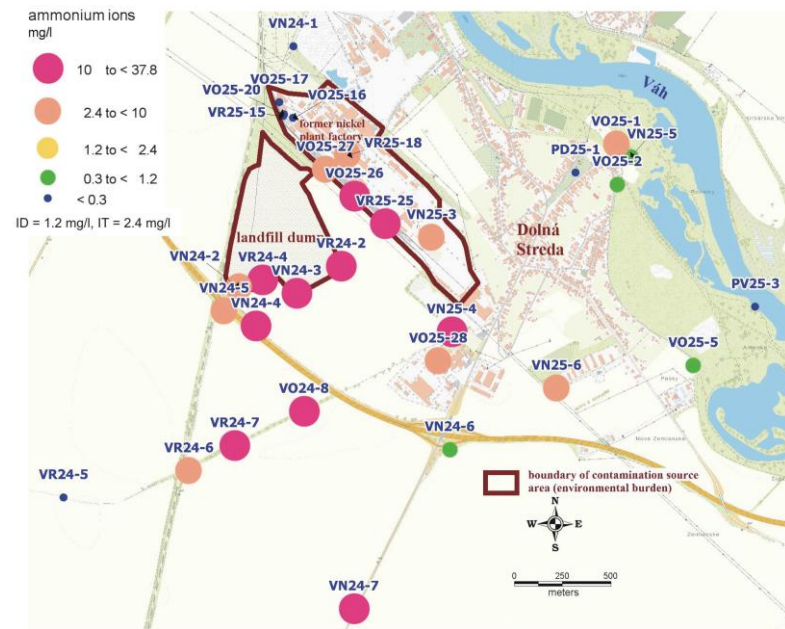 ammonium ions
mg/l
10 to < 37.8
2.4 to < 10
1.2 to < 2.4
0.3 to < 1.2
< 0.3
ID = 1.2 mg/l, IT = 2.4 mg/l
VN24-1
VO25-17
VO25-20
VO25-16
VR25-15
former nickel
plant factory
VR25-18
VO25-27
VO25-26
VR25-25
VN25-3
landfill dum
VR24-2
VN24-2
VR24-4
VN24-3
VN24-5
VN24-4
VN25-4
VO25-28
VO24-8
VR24-7
VR24-6
VR24-5
VN24-6
VN25-6
VN24-7
Váh
VO25-1
VN25-5
PD25-1
VO25-2
Dolná
Streda
PV25-3
VO25-5
boundary of contamination source
area (environmental burden)
N
W E
S
0 250 500
meters